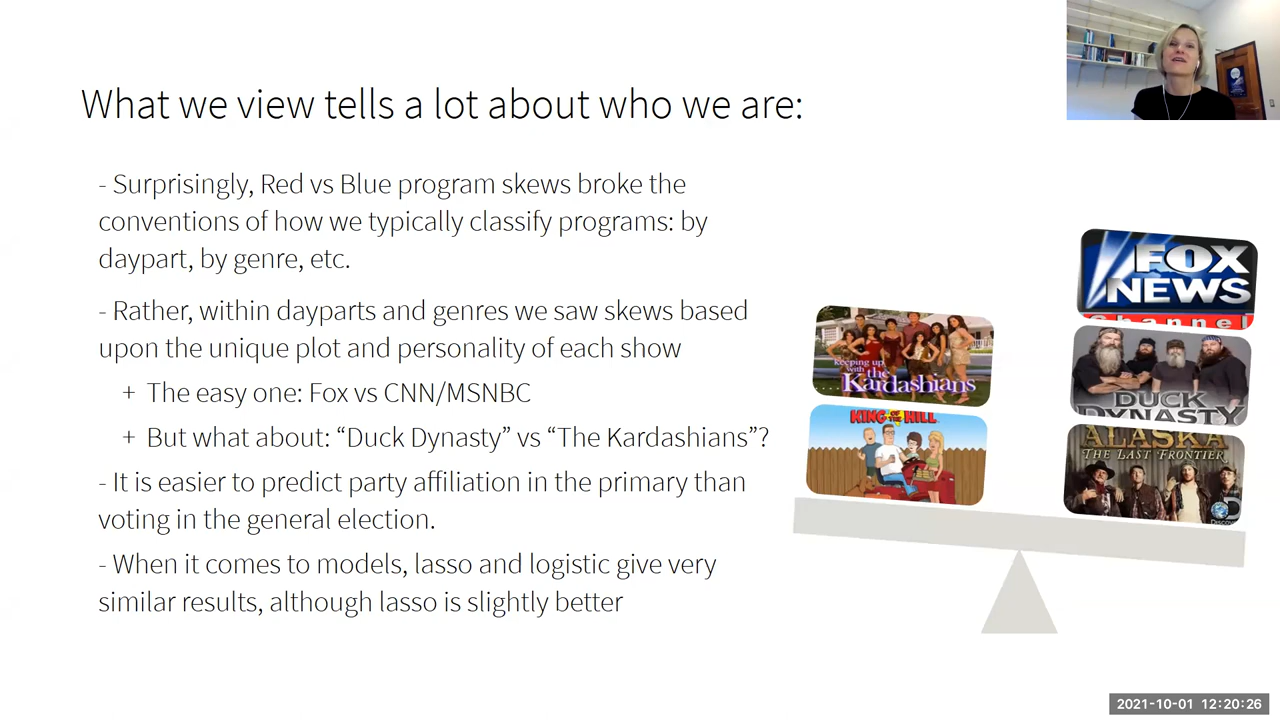 What we view tells a lot about who we are:
- Surprisingly, Red vs Blue program skews broke the
conventions of how we typically classify programs: by
daypart, by genre, etc.
- Rather, within dayparts and genres we saw skews based
upon the unique plot and personality of each show
+ The easy one: Fox vs CNN/MSNBC
+ But what about: “Duck Dynasty” vs “The Kardashians”?
- It is easier to predict party affiliation in the primary than
voting in the general election.
- When it comes to models, lasso and logistic give very
similar results, although lasso is slightly better
FOX
NEWS
Channel
keeping up
with the
Kardashians
DUCK
DYNASTY
KING OF THE HILL
ALASKA
THE LAST FRONTIER
2021-10-01 12:20:26